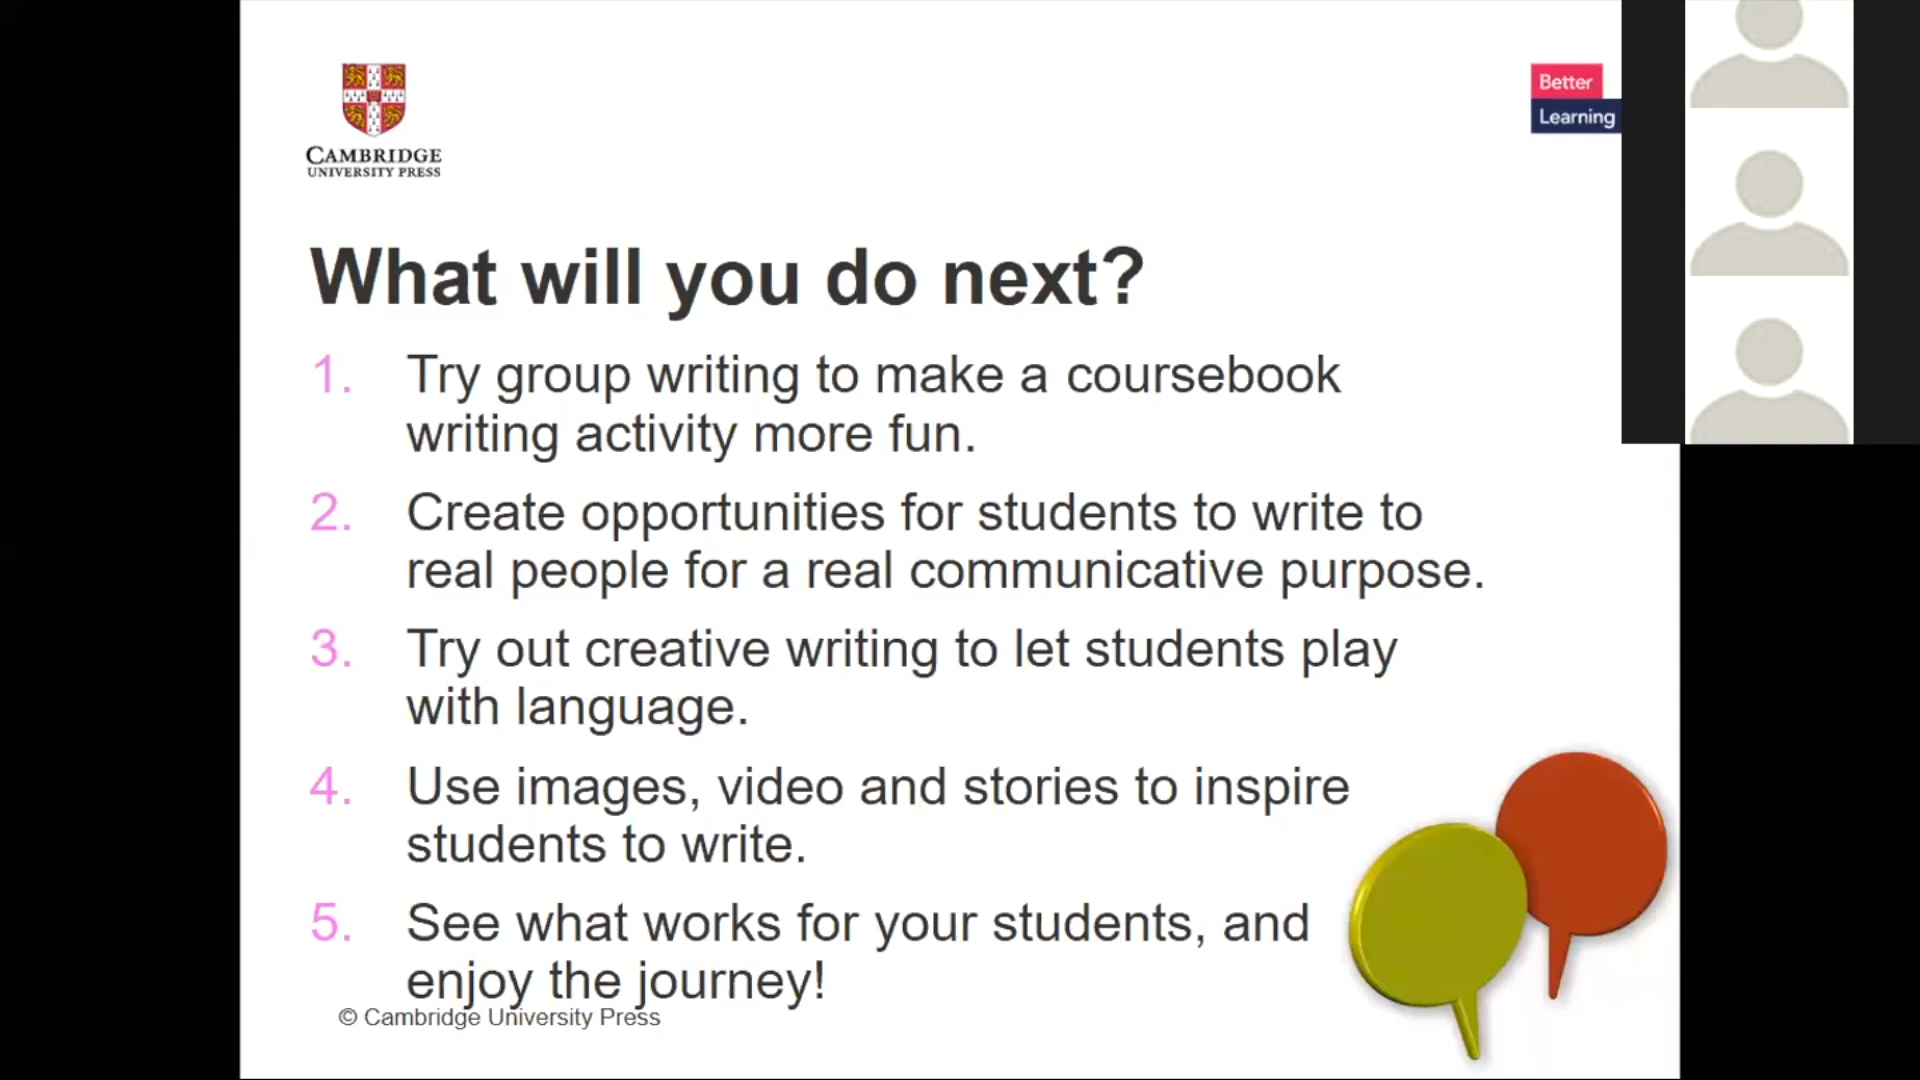 CAMBRIDGE
UNIVERSITY PRESS
Better
Learning
What will you do next?
1. Try group writing to make a coursebook
writing activity more fun.
2. Create opportunities for students to write to
real people for a real communicative purpose.
3. Try out creative writing to let students play
with language.
4. Use images, video and stories to inspire
students to write.
5. See what works for your students, and
enjoy the journey!
© Cambridge University Press